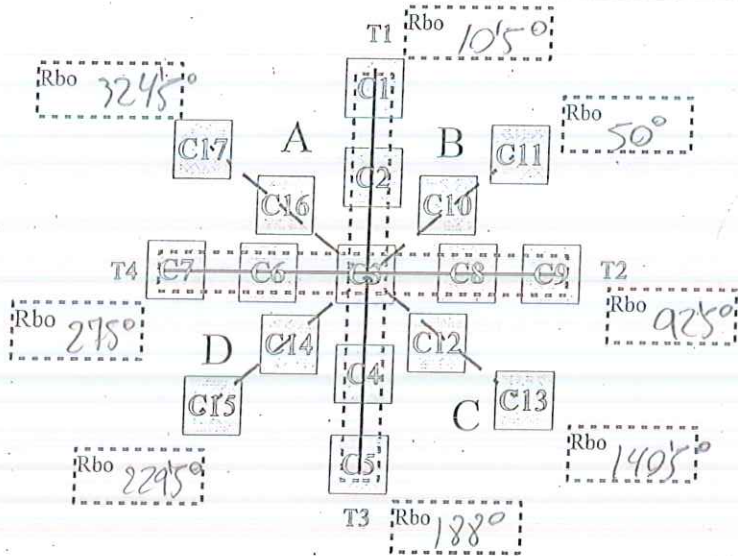 T1
Rbo 10'5°
Rbo 324'5°
C1
Rbo 50°
C17 A B C11
C2
C16 C10
T4 C7 C6 C3 C8 C9 T2
Rbo 275°
Rbo 92'5°
D C14 C12
C4
C15 C C13
Rbo 229'5°
C5
Rbo 140'5°
T3
Rbo 188°